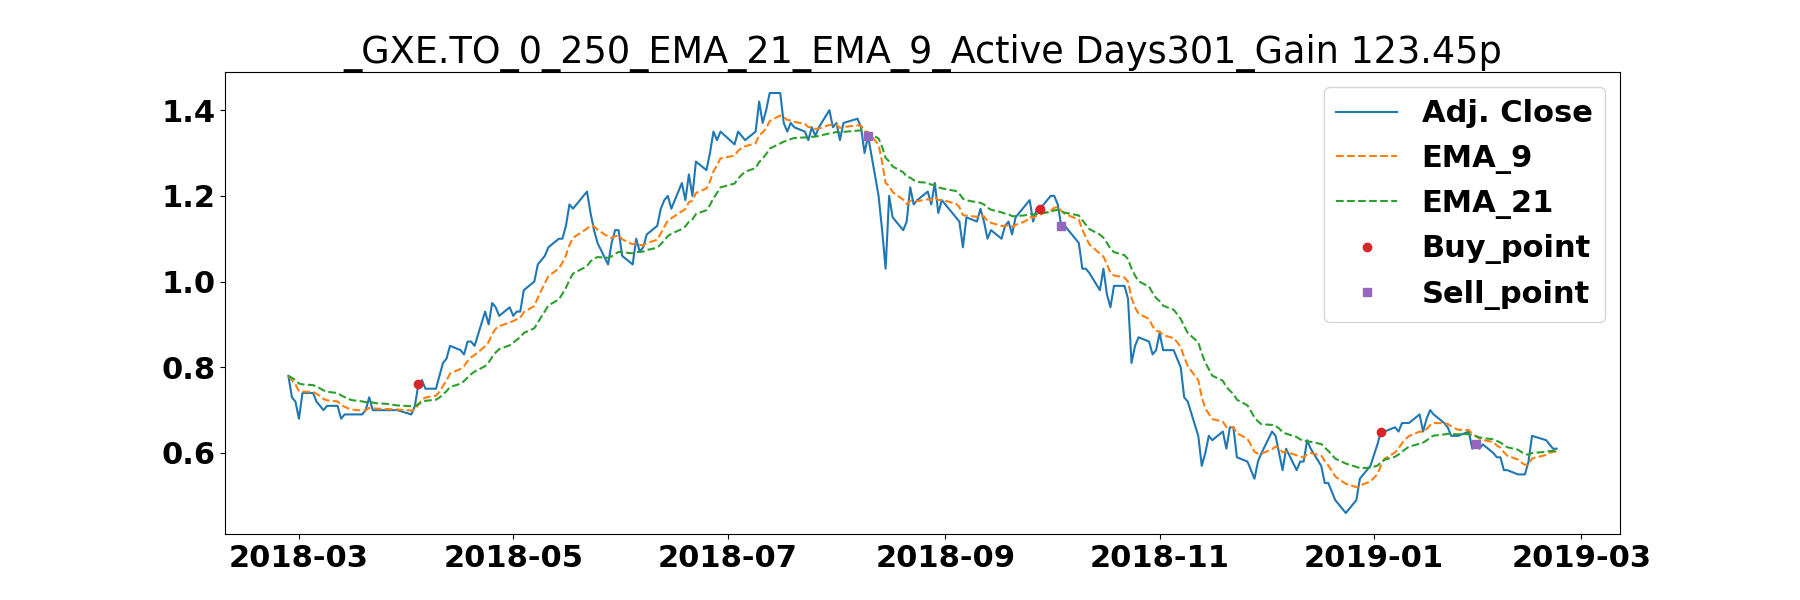 _GXE.TO_0_250_EMA_21_EMA_9_Active Days301_Gain 123.45p
1.4
1.2
1.0
0.8
0.6
Adj. Close
EMA_9
EMA_21
Buy_point
Sell_point
2018-03 2018-05 2018-07 2018-09 2018-11 2019-01 2019-03